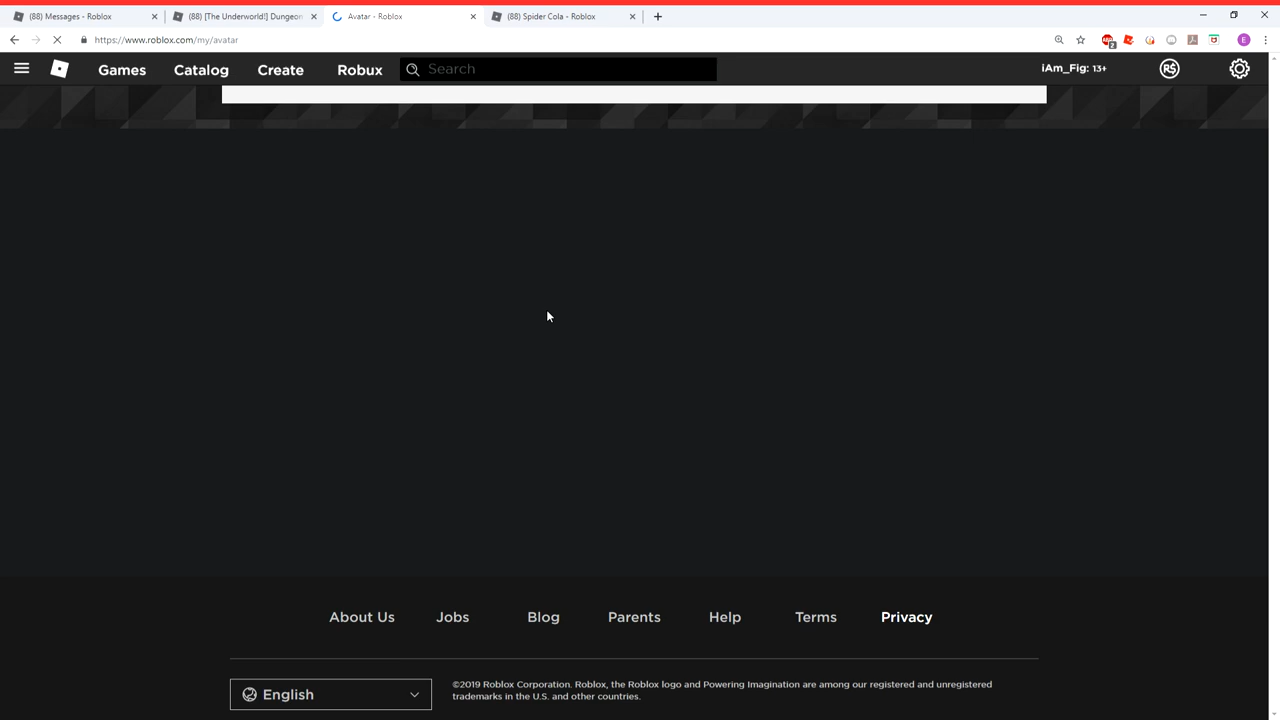 (88) Messages - Roblox
(88) [The Underworld!] Dungeon
Avatar - Roblox
(88) Spider Cola - Roblox
https://www.roblox.com/my/avatar
2
E
Games
Catalog
Create
Robux
Search
iAm_Fig: 13+
R$
About Us
Jobs
Blog
Parents
Help
Terms
Privacy
English
©2019 Roblox Corporation. Roblox, the Roblox logo and Powering Imagination are among our registered and unregistered
trademarks in the U.S. and other countries.